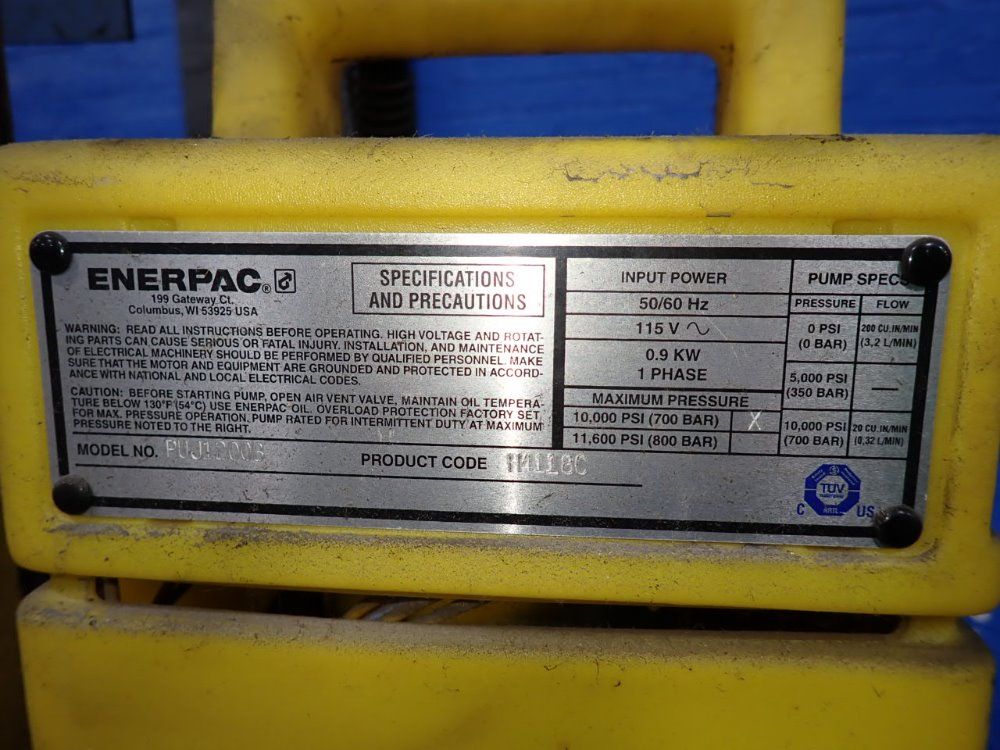 ENERPAC®
199 Gateway Ct.
Columbus, WI 53925 USA
SPECIFICATIONS
AND PRECAUTIONS
WARNING: READ ALL INSTRUCTIONS BEFORE OPERATING. HIGH VOLTAGE AND ROTAT-
ING PARTS CAN CAUSE SERIOUS OR FATAL INJURY. INSTALLATION, AND MAINTENANCE
OF ELECTRICAL MACHINERY SHOULD BE PERFORMED BY QUALIFIED PERSONNEL. MAKE
SURE THAT THE MOTOR AND EQUIPMENT ARE GROUNDED AND PROTECTED IN ACCORD-
ANCE WITH NATIONAL AND LOCAL ELECTRICAL CODES.
CAUTION: BEFORE STARTING PUMP, OPEN AIR VENT VALVE, MAINTAIN OIL TEMPERA-
TURE BELOW 130°F (54°C) USE ENERPAC OIL. OVERLOAD PROTECTION FACTORY SET
FOR MAX. PRESSURE OPERATION. PUMP RATED FOR INTERMITTENT DUTY AT MAXIMUM
PRESSURE NOTED TO THE RIGHT.
MODEL NO. PUJ1200B
PRODUCT CODE
INPUT POWER
50/60 Hz
115 V ∿
0.9 KW
1 PHASE
MAXIMUM PRESSURE
10,000 PSI (700 BAR) X
11,600 PSI (800 BAR)
PUMP SPECS
PRESSURE FLOW
0 PSI 200 CU.IN/MIN
(0 BAR) (3,2 L/MIN)
5,000 PSI —
(350 BAR)
10,000 PSI 20 CU.IN/MIN
(700 BAR) (0,32 L/MIN)
TÜV
NRTL
C US